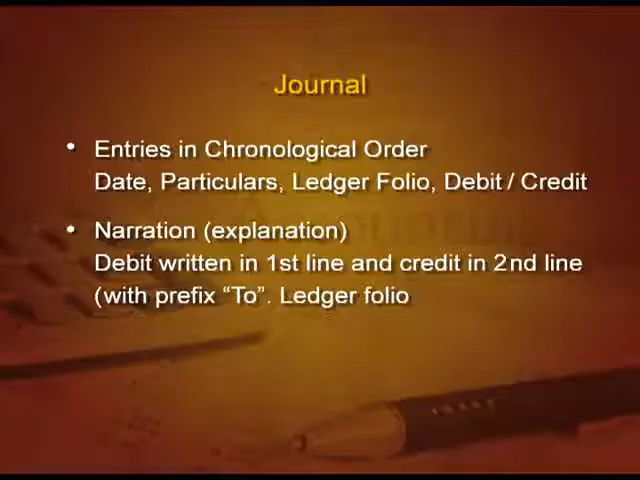 Journal
• Entries in Chronological Order
Date, Particulars, Ledger Folio, Debit / Credit
• Narration (explanation)
Debit written in 1st line and credit in 2nd line
(with prefix “To”. Ledger folio